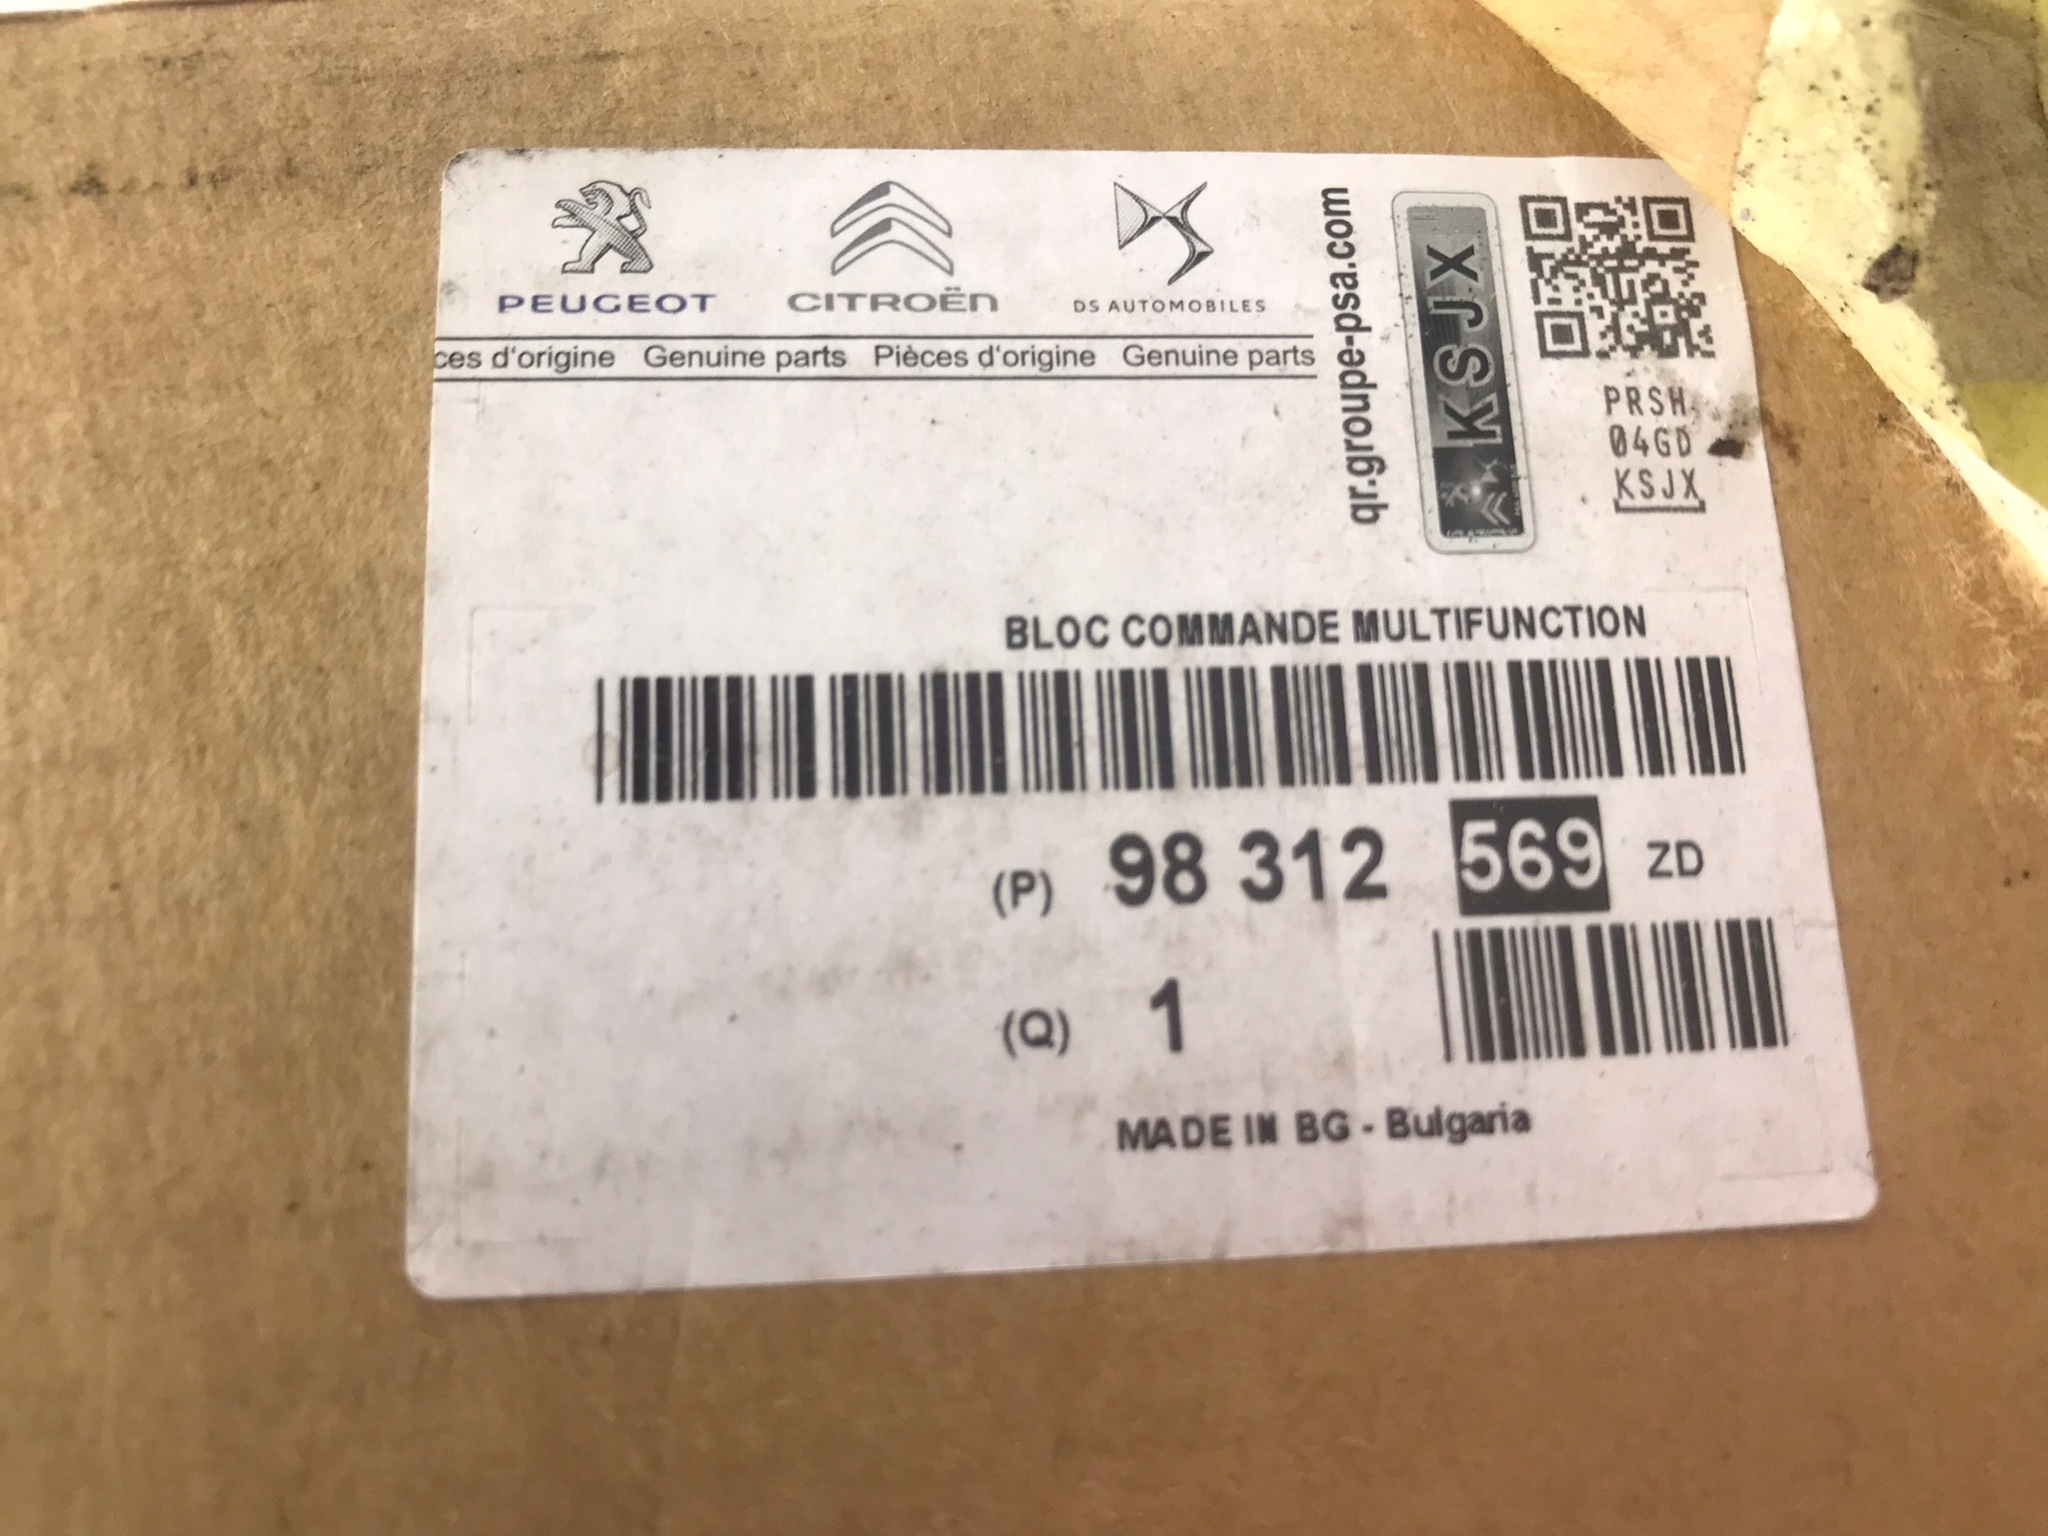 PEUGEOT CITROËN DS AUTOMOBILES
ces d'origine Genuine parts Pièces d'origine Genuine parts
qr.groupe-psa.com
KSJX
PRSH
04GD
KSJX
BLOC COMMANDE MULTIFUNCTION
(P) 98 312 569 ZD
(Q) 1
MADE IN BG - Bulgaria